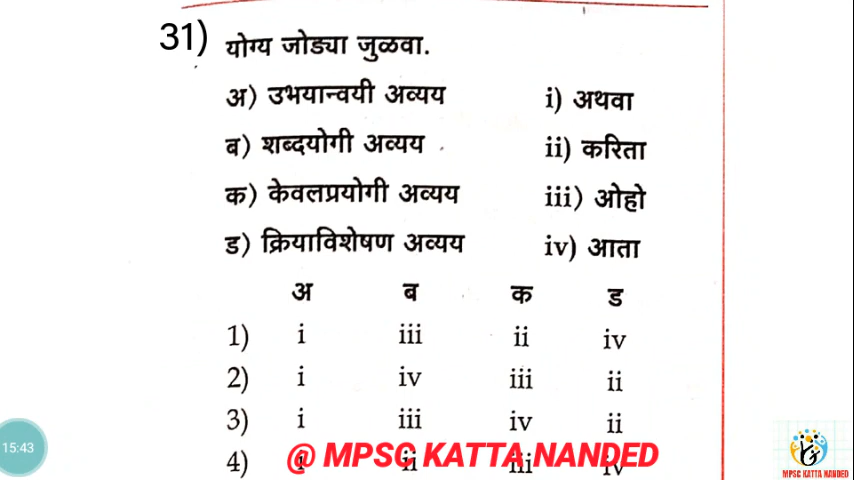 31) योग्य जोड्या जुळवा.
अ) उभयान्वयी अव्यय i) अथवा
ब) शब्दयोगी अव्यय ii) करिता
क) केवलप्रयोगी अव्यय iii) ओहो
ड) क्रियाविशेषण अव्यय iv) आता
अ ब क ड
1) i iii ii iv
2) i iv iii ii
3) i iii iv ii
4) i ii iii iv
@ MPSC KATTA NANDED
15:43
MPSC KATTA NANDED